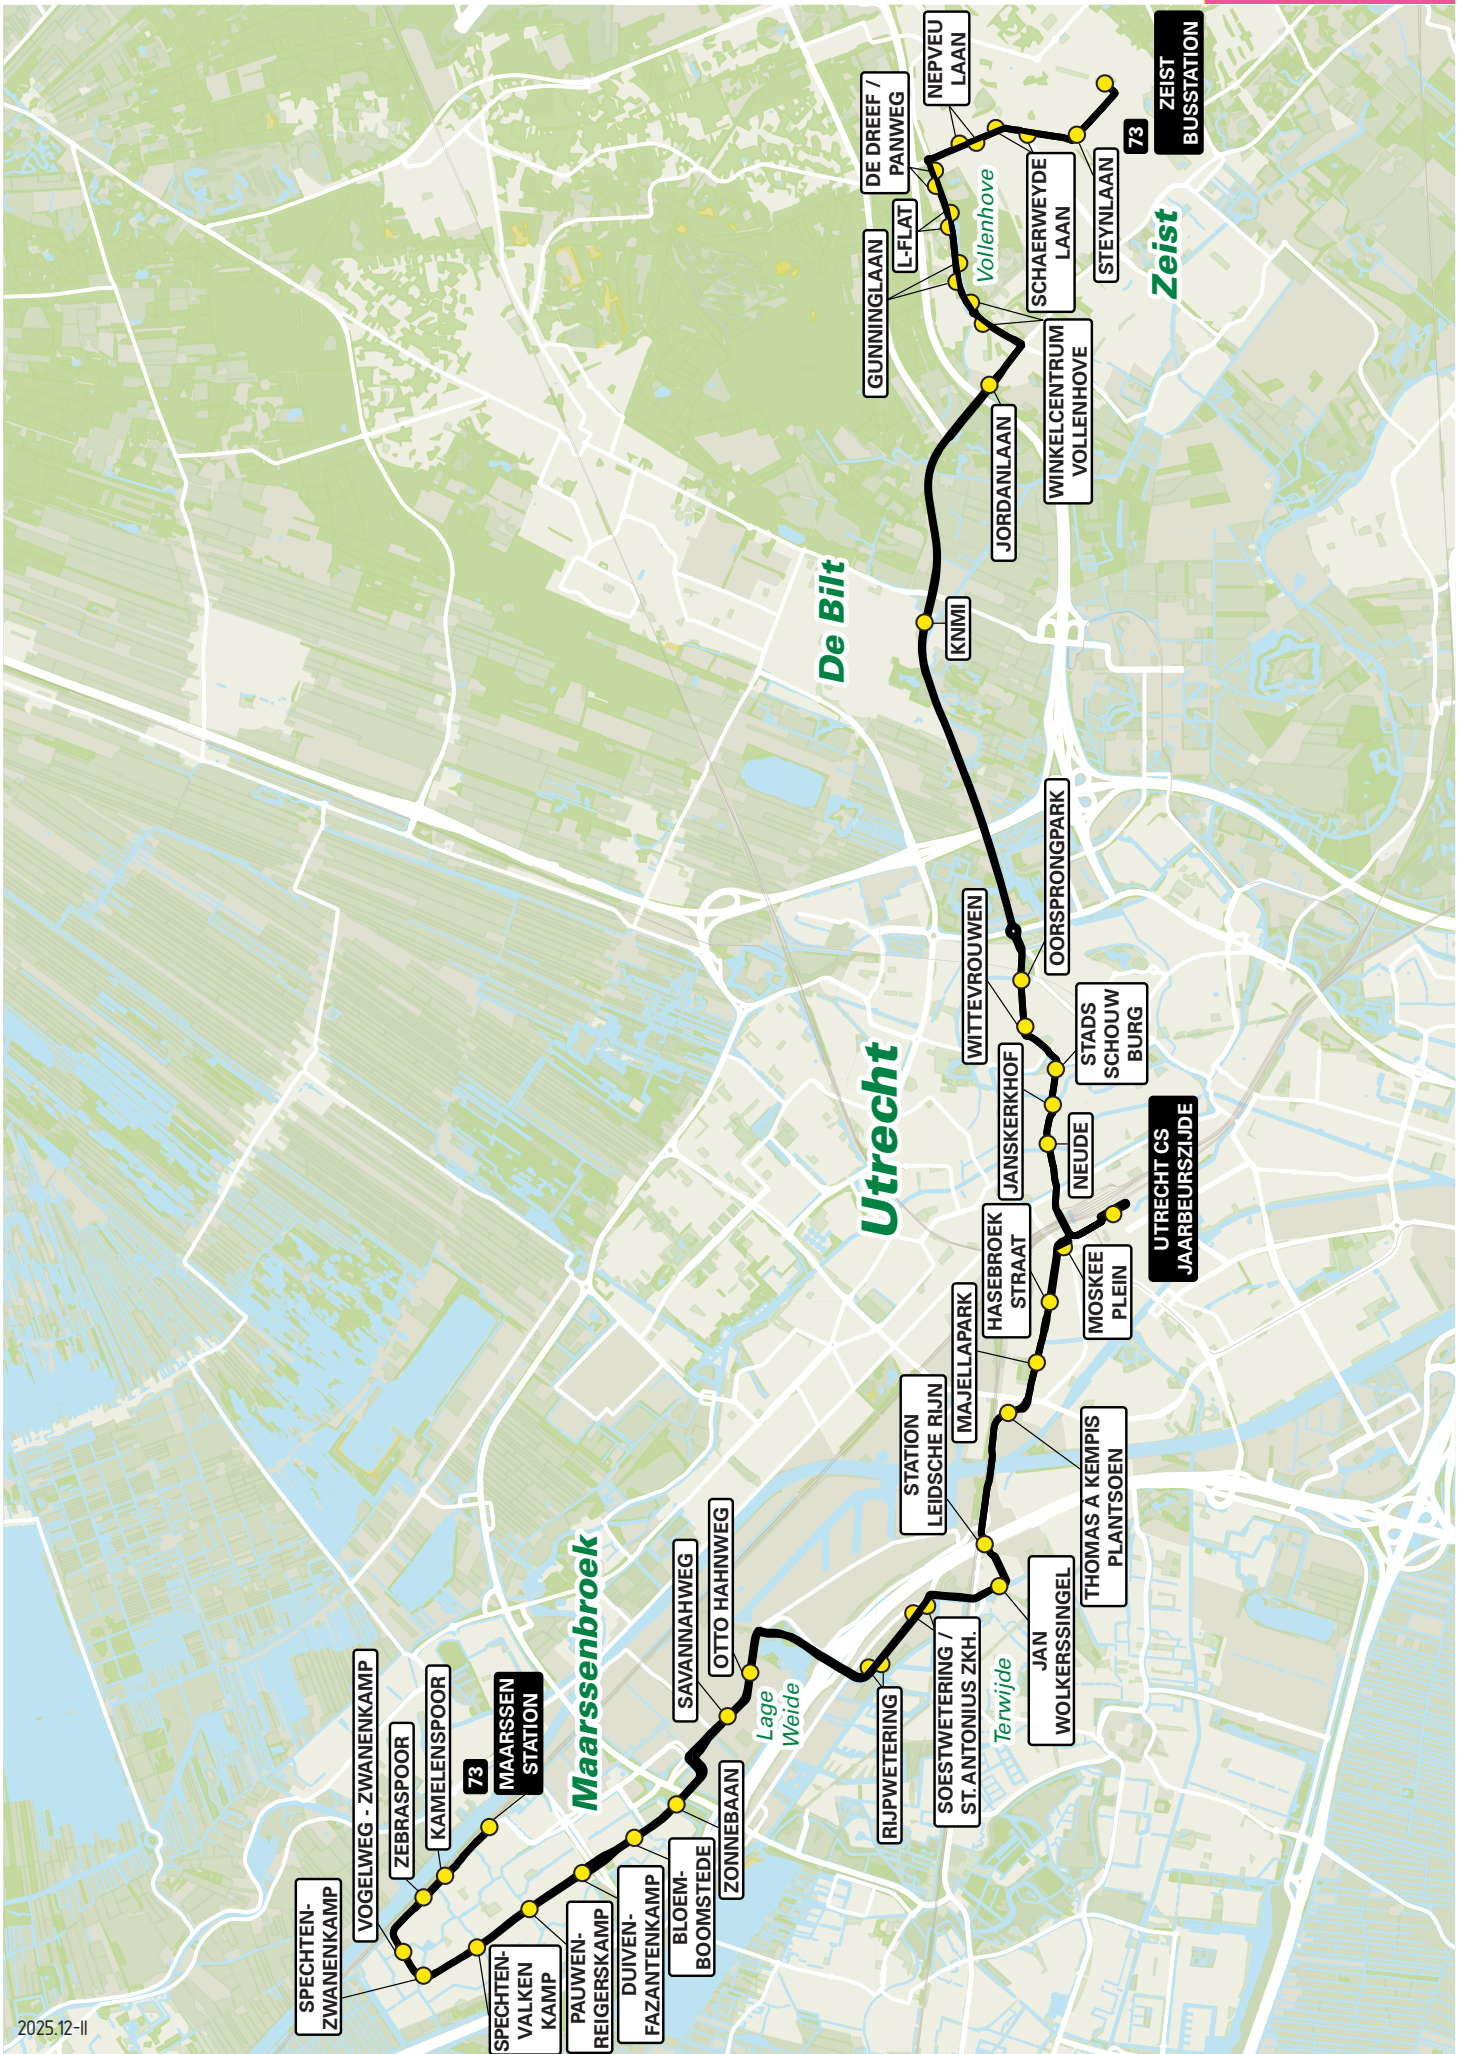 ZEIST
BUSSTATION
73
STEYNLAAN
SCHAERWEYDE
LAAN
NEPVEU
LAAN
DE DREEF /
PANWEG
L-FLAT
GUNNINGLAAN
Vollenhove
WINKELCENTRUM
VOLLENHOVE
Zeist
JORDANLAAN
KNMI
De Bilt
OORSPRONGPARK
WITTEVROUWEN
STADS
SCHOUW
BURG
JANSKERKHOF
NEUDE
Utrecht
UTRECHT CS
JAARBEURSZIJDE
MOSKEE
PLEIN
HASEBROEK
STRAAT
MAJELLAPARK
THOMAS À KEMPIS
PLANTSOEN
STATION
LEIDSCHE RIJN
JAN
WOLKERSSINGEL
Terwijde
SOESTWETERING /
ST. ANTONIUS ZKH.
RIJPWETERING
OTTO HAHNWEG
SAVANNAHWEG
Lage
Weide
Maarssenbroek
ZONNEBAAN
BLOEM-
BOOMSTEDE
DUIVEN-
FAZANTENKAMP
PAUWEN-
REIGERSKAMP
SPECHTEN-
VALKEN
KAMP
SPECHTEN-
ZWANENKAMP
VOGELWEG - ZWANENKAMP
ZEBRASPOOR
KAMELENSPOOR
73
MAARSSEN
STATION
2025.12-II